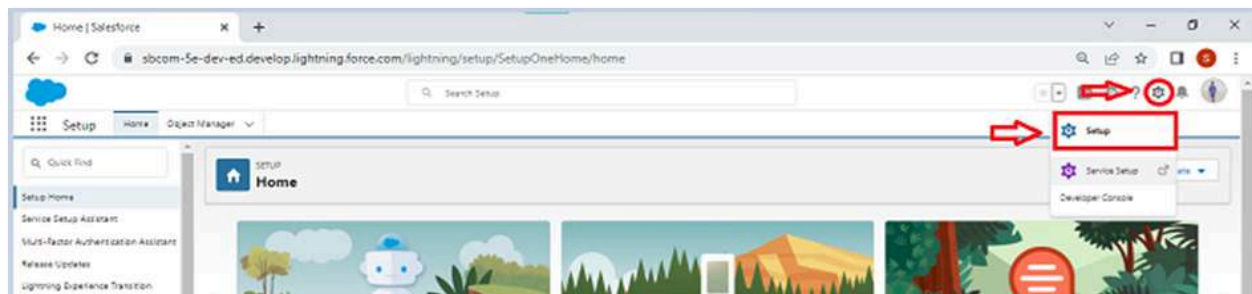 Home | Salesforce
sbcom-5e-dev-ed.develop.lightning.force.com/lightning/setup/SetupOneHome/home
S
Search Setup
?
Setup
Home
Object Manager
Setup
Quick Find
SETUP
Home
Service Setup
Setup Home
Developer Console
Service Setup Assistant
Multi-Factor Authentication Assistant
Release Updates
Lightning Experience Transition